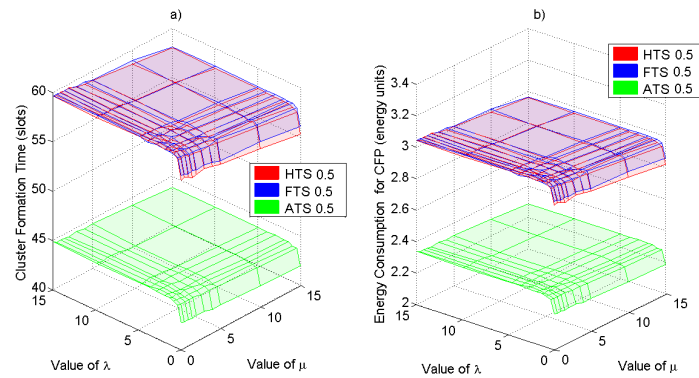 a)
Cluster Formation Time (slots)
60
55
50
45
40
15
10
5
0
Value of λ
0
5
10
15
Value of μ
HTS 0.5
FTS 0.5
ATS 0.5
b)
Energy Consumption for CFP (energy units)
3.4
3.2
3
2.8
2.6
2.4
2.2
2
15
10
5
0
Value of λ
0
5
10
15
Value of μ
HTS 0.5
FTS 0.5
ATS 0.5